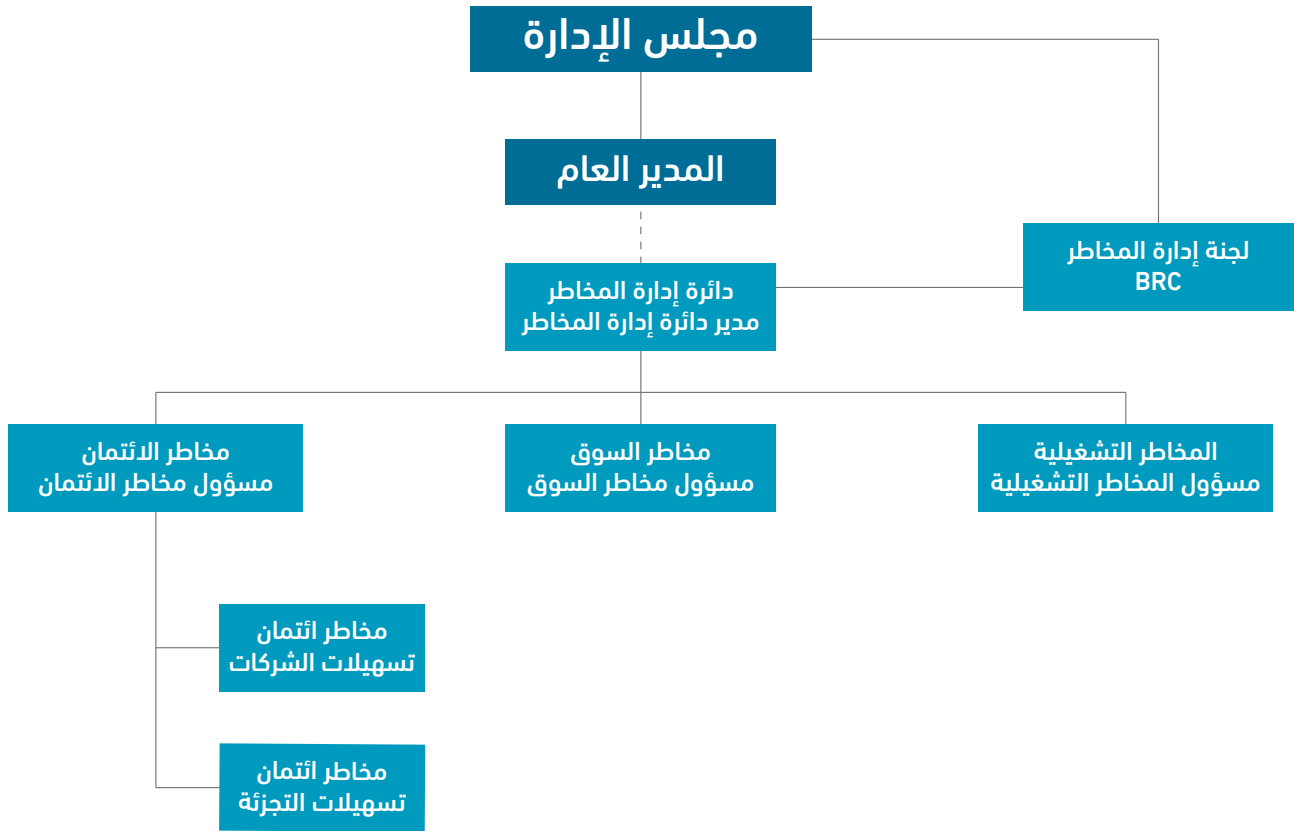 مجلس الإدارة
المدير العام
لجنة إدارة المخاطر
BRC
دائرة إدارة المخاطر
مدير دائرة إدارة المخاطر
المخاطر التشغيلية
مسؤول المخاطر التشغيلية
مخاطر السوق
مسؤول مخاطر السوق
مخاطر الائتمان
مسؤول مخاطر الائتمان
مخاطر ائتمان
تسهيلات الشركات
مخاطر ائتمان
تسهيلات التجزئة